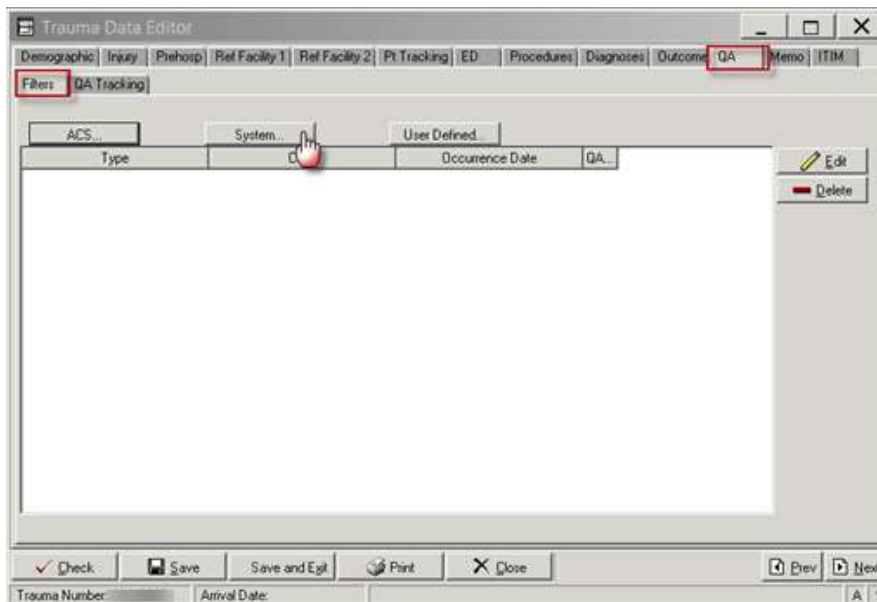 Trauma Data Editor
Demographic Injury Prehosp Ref Facility 1 Ref Facility 2 Pt Tracking ED Procedures Diagnoses Outcome QA Memo ITIM
Filters QA Tracking
ACS... System... User Defined...
Type Occurrence Date QA...
Edit
Delete
Check Save Save and Exit Print Close Prev Nex
Trauma Number: Arrival Date: A